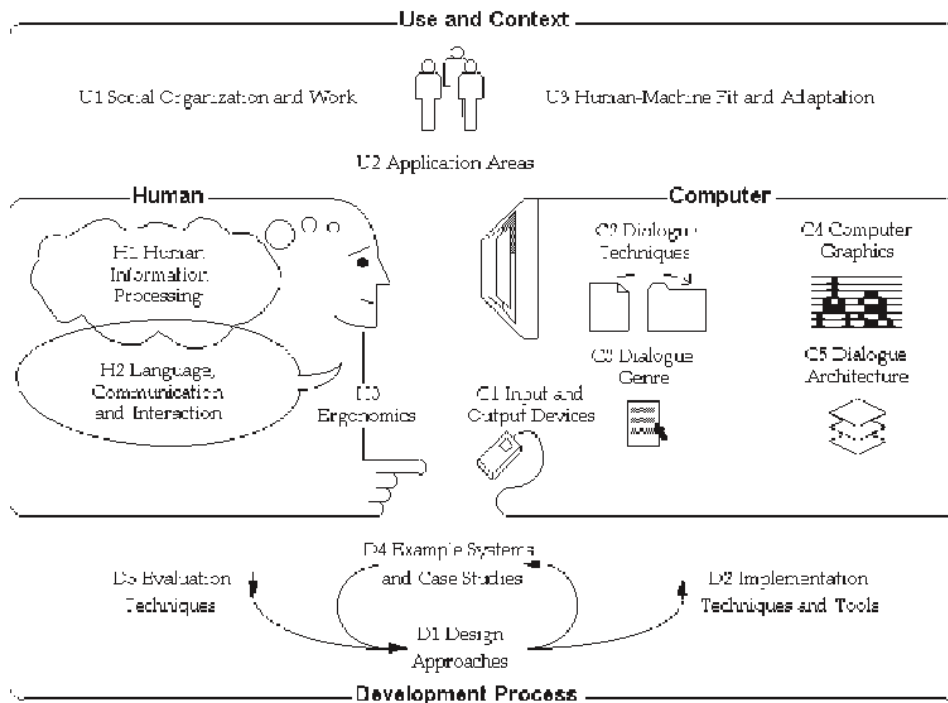 Use and Context
U1 Social Organization and Work
U3 Human-Machine Fit and Adaptation
U2 Application Areas
Human
H1 Human
Information
Processing
H2 Language,
Communication
and Interaction
H3
Ergonomics
Computer
C2 Dialogue
Techniques
C4 Computer
Graphics
C3 Dialogue
Genre
C5 Dialogue
Architecture
C1 Input and
Output Devices
D4 Example Systems
and Case Studies
D3 Evaluation
Techniques
D2 Implementation
Techniques and Tools
D1 Design
Approaches
Development Process